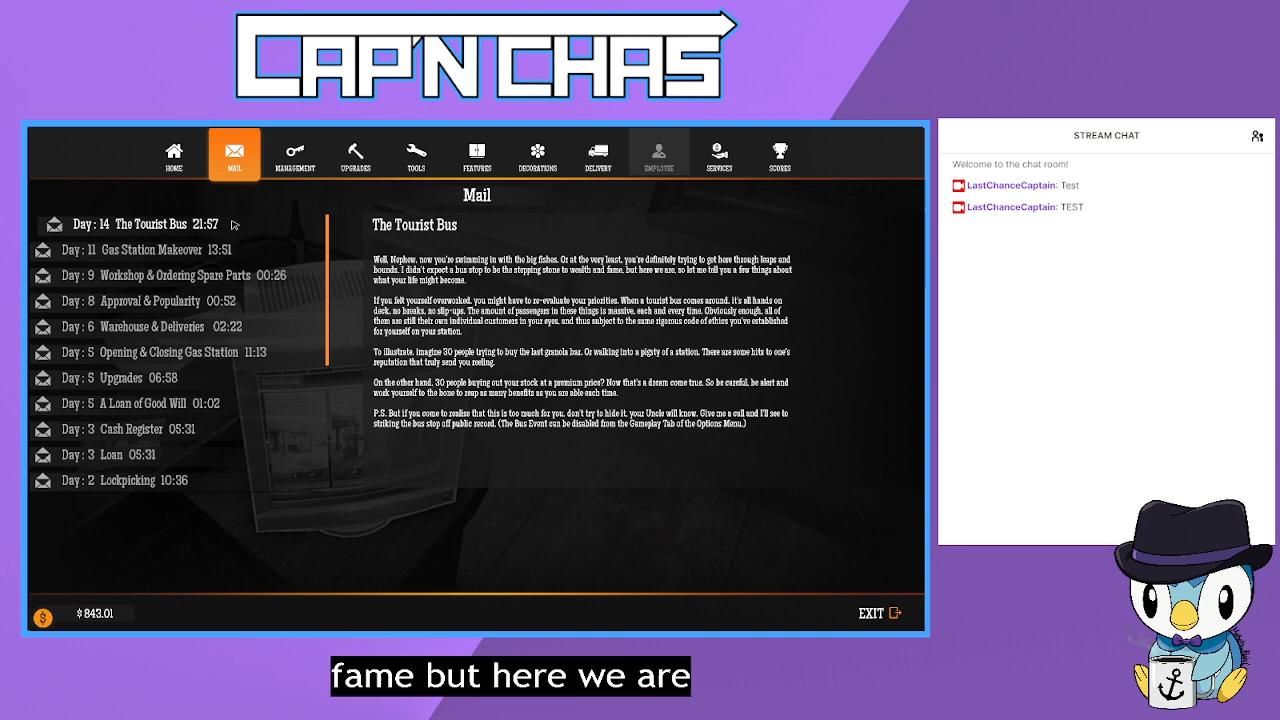 CAP'N CHAS
HOME
MAIL
MANAGEMENT
UPGRADES
TOOLS
FEATURES
DECORATIONS
DELIVERY
EMPLOYEE
SERVICES
SCORES
Mail
Day : 14 The Tourist Bus 21:57
Day : 11 Gas Station Makeover 13:51
Day : 9 Workshop & Ordering Spare Parts 00:26
Day : 8 Approval & Popularity 00:52
Day : 6 Warehouse & Deliveries 02:22
Day : 5 Opening & Closing Gas Station 11:13
Day : 5 Upgrades 06:58
Day : 5 A Loan of Good Will 01:02
Day : 3 Cash Register 05:31
Day : 3 Loan 05:31
Day : 2 Lockpicking 10:36
The Tourist Bus
Well, Nephew, now you're swimming in with the big fishes. Or at the very least, you're definitely trying to get here through leaps and
bounds. I didn't expect a bus stop to be the stepping stone to wealth and fame, but here we are, so let me tell you a few things about
what your life might become.
If you felt yourself overworked, you might have to re-evaluate your priorities. When a tourist bus comes around, it's all hands on
deck, no breaks, no slip-ups. The amount of passengers in these things is massive, each and every time. Obviously enough, all of
them are still their own individual customers in your eyes, and thus subject to the same rigorous code of ethics you've established
for yourself on your station.
To illustrate, imagine 30 people trying to buy the last granola bar. Or walking into a pigsty of a station. There are some hits to one's
reputation that truly send you reeling.
On the other hand, 30 people buying out your stock at a premium price? Now that's a dream come true. So be careful, be alert and
work yourself to the bone to reap as many benefits as you are able each time.
P.S. But if you come to realise that this is too much for you, don't try to hide it, your Uncle will know. Give me a call and I'll see to
striking the bus stop off public record. (The Bus Event can be disabled from the Gameplay Tab of the Options Menu.)
$ 843.01
EXIT
STREAM CHAT
Welcome to the chat room!
LastChanceCaptain: Test
LastChanceCaptain: TEST
fame but here we are